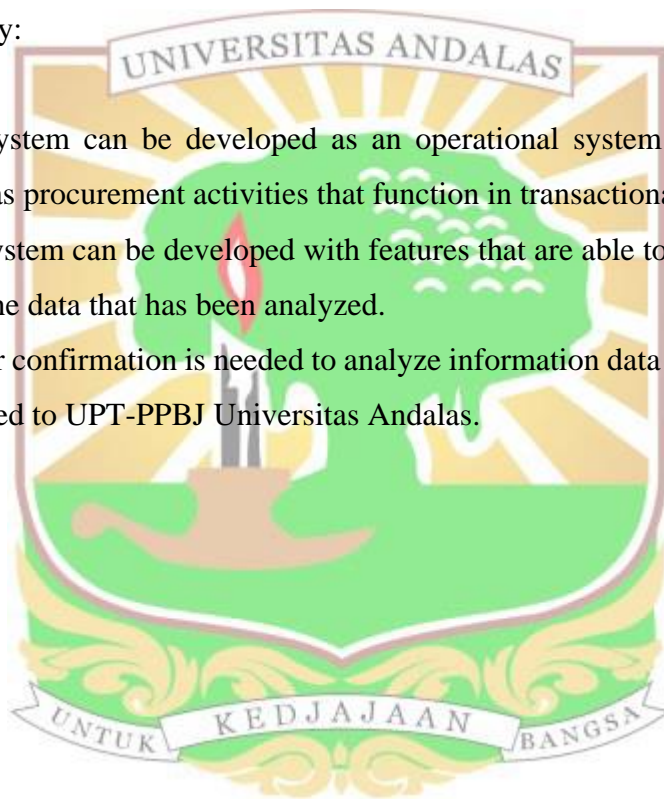 y:
UNIVERSITAS ANDALAS
ystem can be developed as an operational system
as procurement activities that function in transactiona
ystem can be developed with features that are able to
he data that has been analyzed.
r confirmation is needed to analyze information data
ed to UPT-PPBJ Universitas Andalas.
UNTUK KEDJAJAAN BANGSA